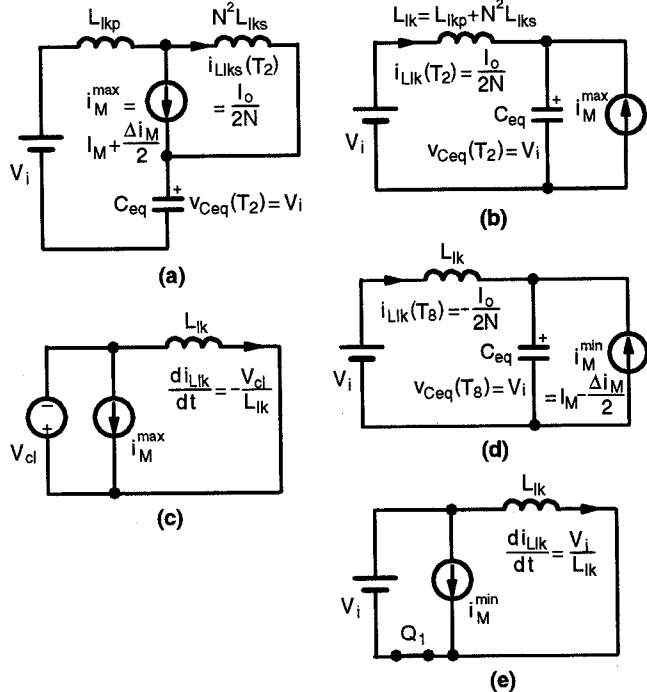 L_lkp
N²L_lks
i_Llks(T₂)
= I_o/2N
i_M^max =
I_M + Δi_M/2
V_i
C_eq
+
v_Ceq(T₂) = V_i
(a)
L_lk = L_lkp + N²L_lks
i_Llk(T₂) = I_o/2N
V_i
C_eq
+
i_M^max
v_Ceq(T₂) = V_i
(b)
L_lk
di_Llk/dt = -V_cl/L_lk
−
+
V_cl
i_M^max
(c)
L_lk
i_Llk(T₈) = -I_o/2N
V_i
C_eq
+
i_M^min
v_Ceq(T₈) = V_i
= I_M - Δi_M/2
(d)
L_lk
di_Llk/dt = V_i/L_lk
V_i
i_M^min
Q₁
(e)